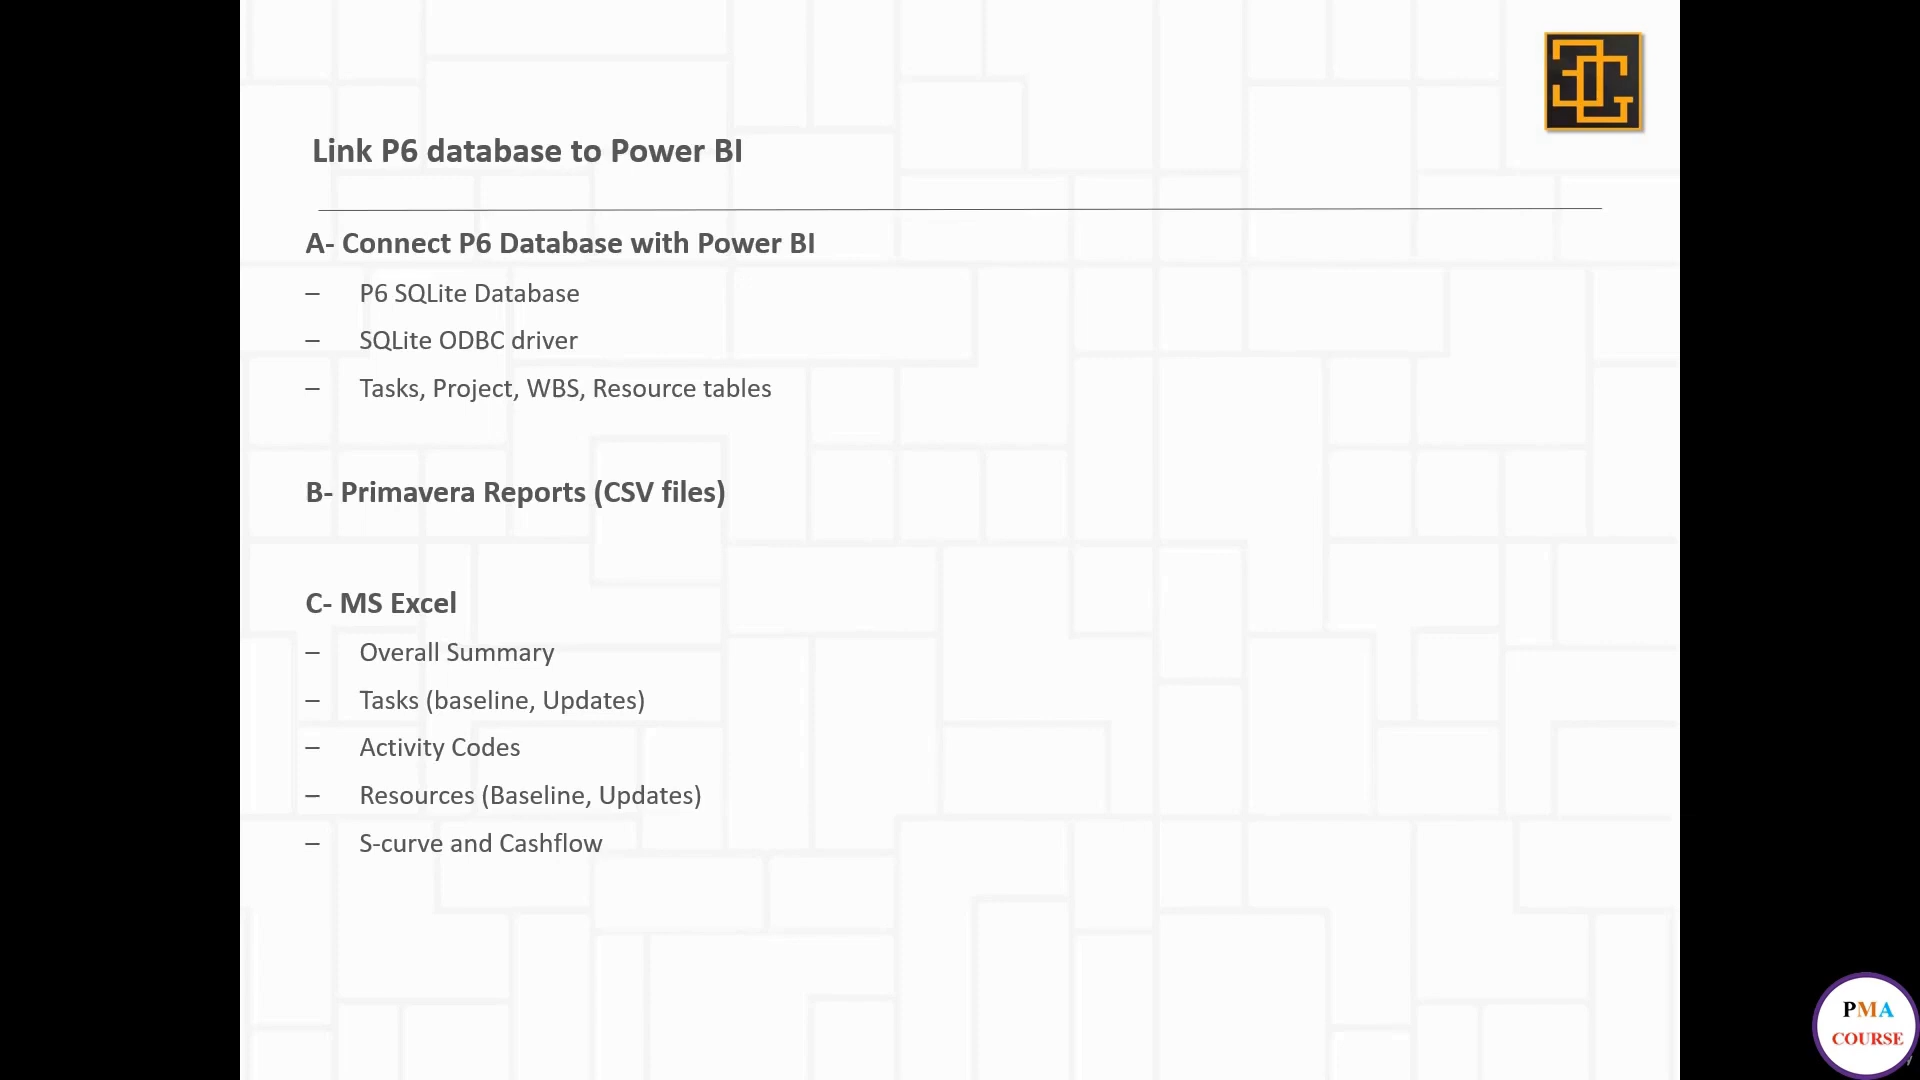 Link P6 database to Power BI
A- Connect P6 Database with Power BI
– P6 SQLite Database
– SQLite ODBC driver
– Tasks, Project, WBS, Resource tables
B- Primavera Reports (CSV files)
C- MS Excel
– Overall Summary
– Tasks (baseline, Updates)
– Activity Codes
– Resources (Baseline, Updates)
– S-curve and Cashflow
PMA
COURSE